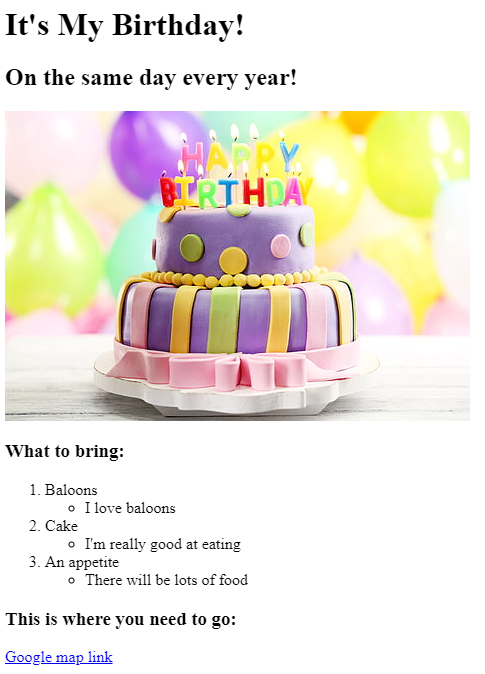 It's My Birthday!
On the same day every year!
HAPPY
BIRTHDAY
What to bring:
1. Baloons
I love baloons
2. Cake
I'm really good at eating
3. An appetite
There will be lots of food
This is where you need to go:
Google map link